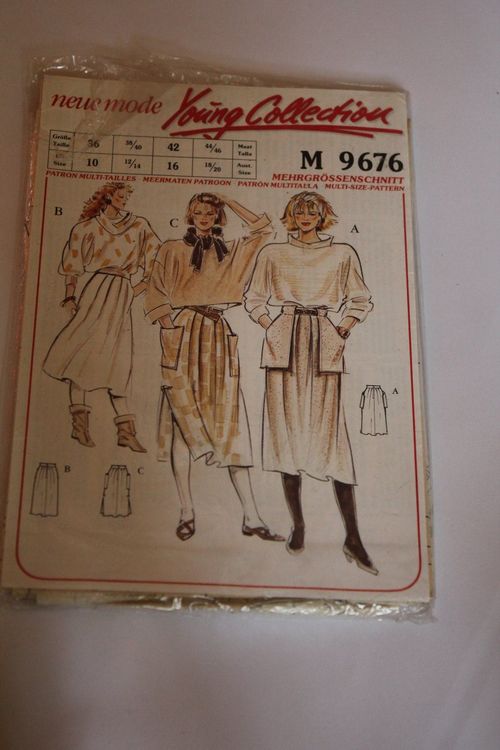 neue mode Young Collection
Größe Taille 36 38/40 42 44/46 Maat Talla
Size 10 12/14 16 18/20 Aust. Size
M 9676
MEHRGRÖSSENSCHNITT
PATRON MULTI-TAILLES - MEERMATEN PATROON - PATRÓN MULTITALLA MULTI-SIZE-PATTERN
B
C
A
A
B
C